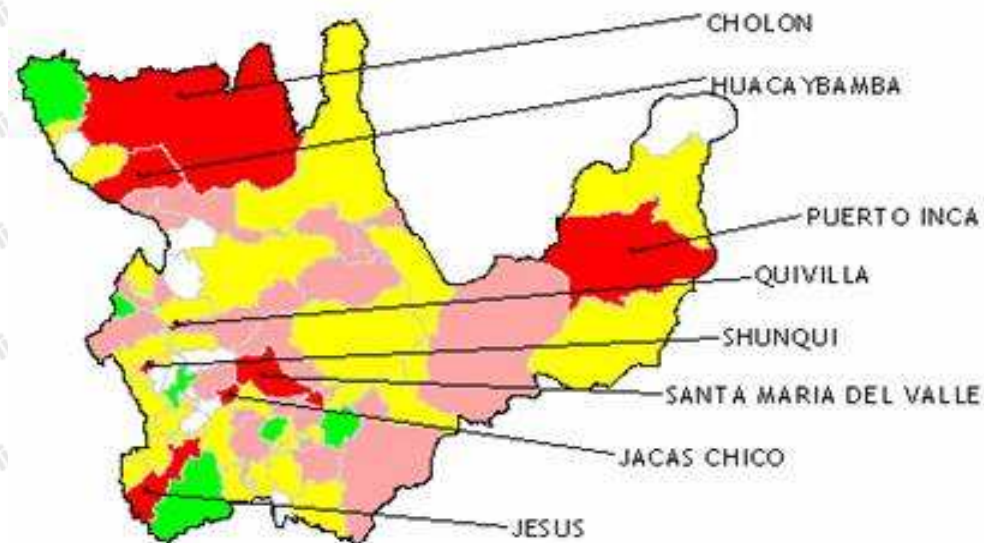 CHOLON
HUACAYBAMBA
PUERTO INCA
QUIVILLA
SHUNQUI
SANTA MARIA DEL VALLE
JACAS CHICO
JESUS